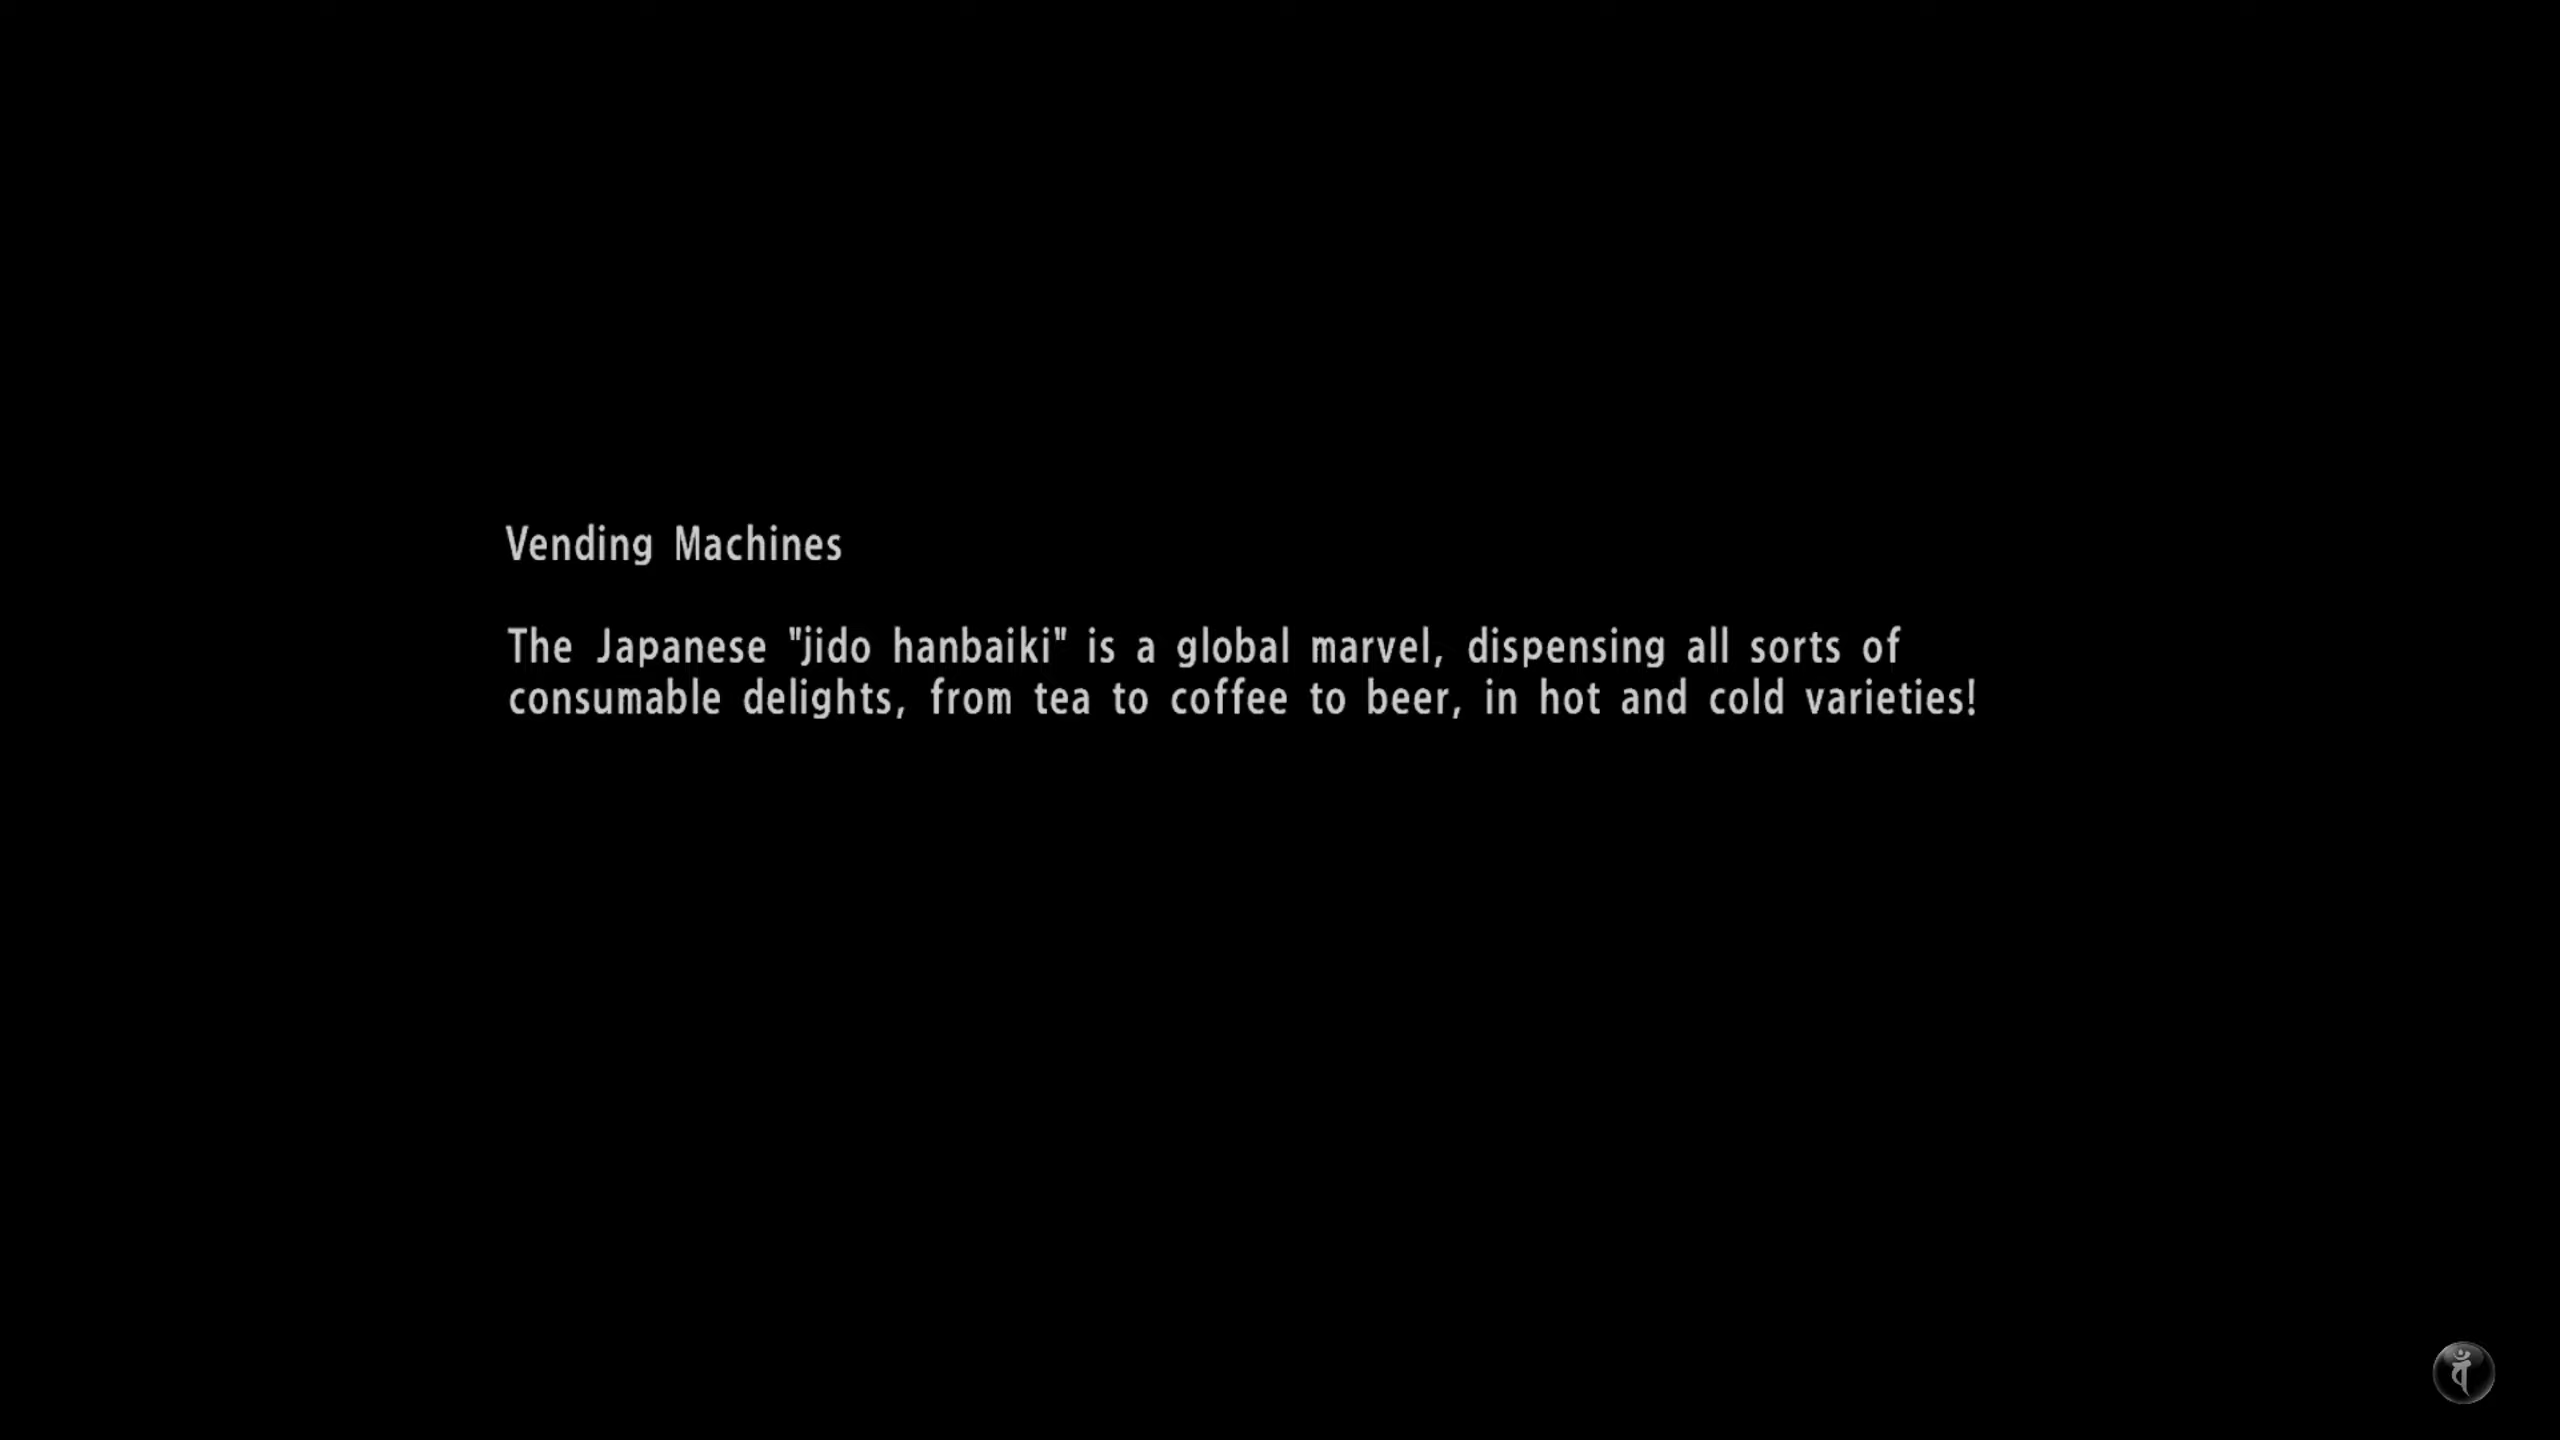 Vending Machines
The Japanese "jido hanbaiki" is a global marvel, dispensing all sorts of
consumable delights, from tea to coffee to beer, in hot and cold varieties!